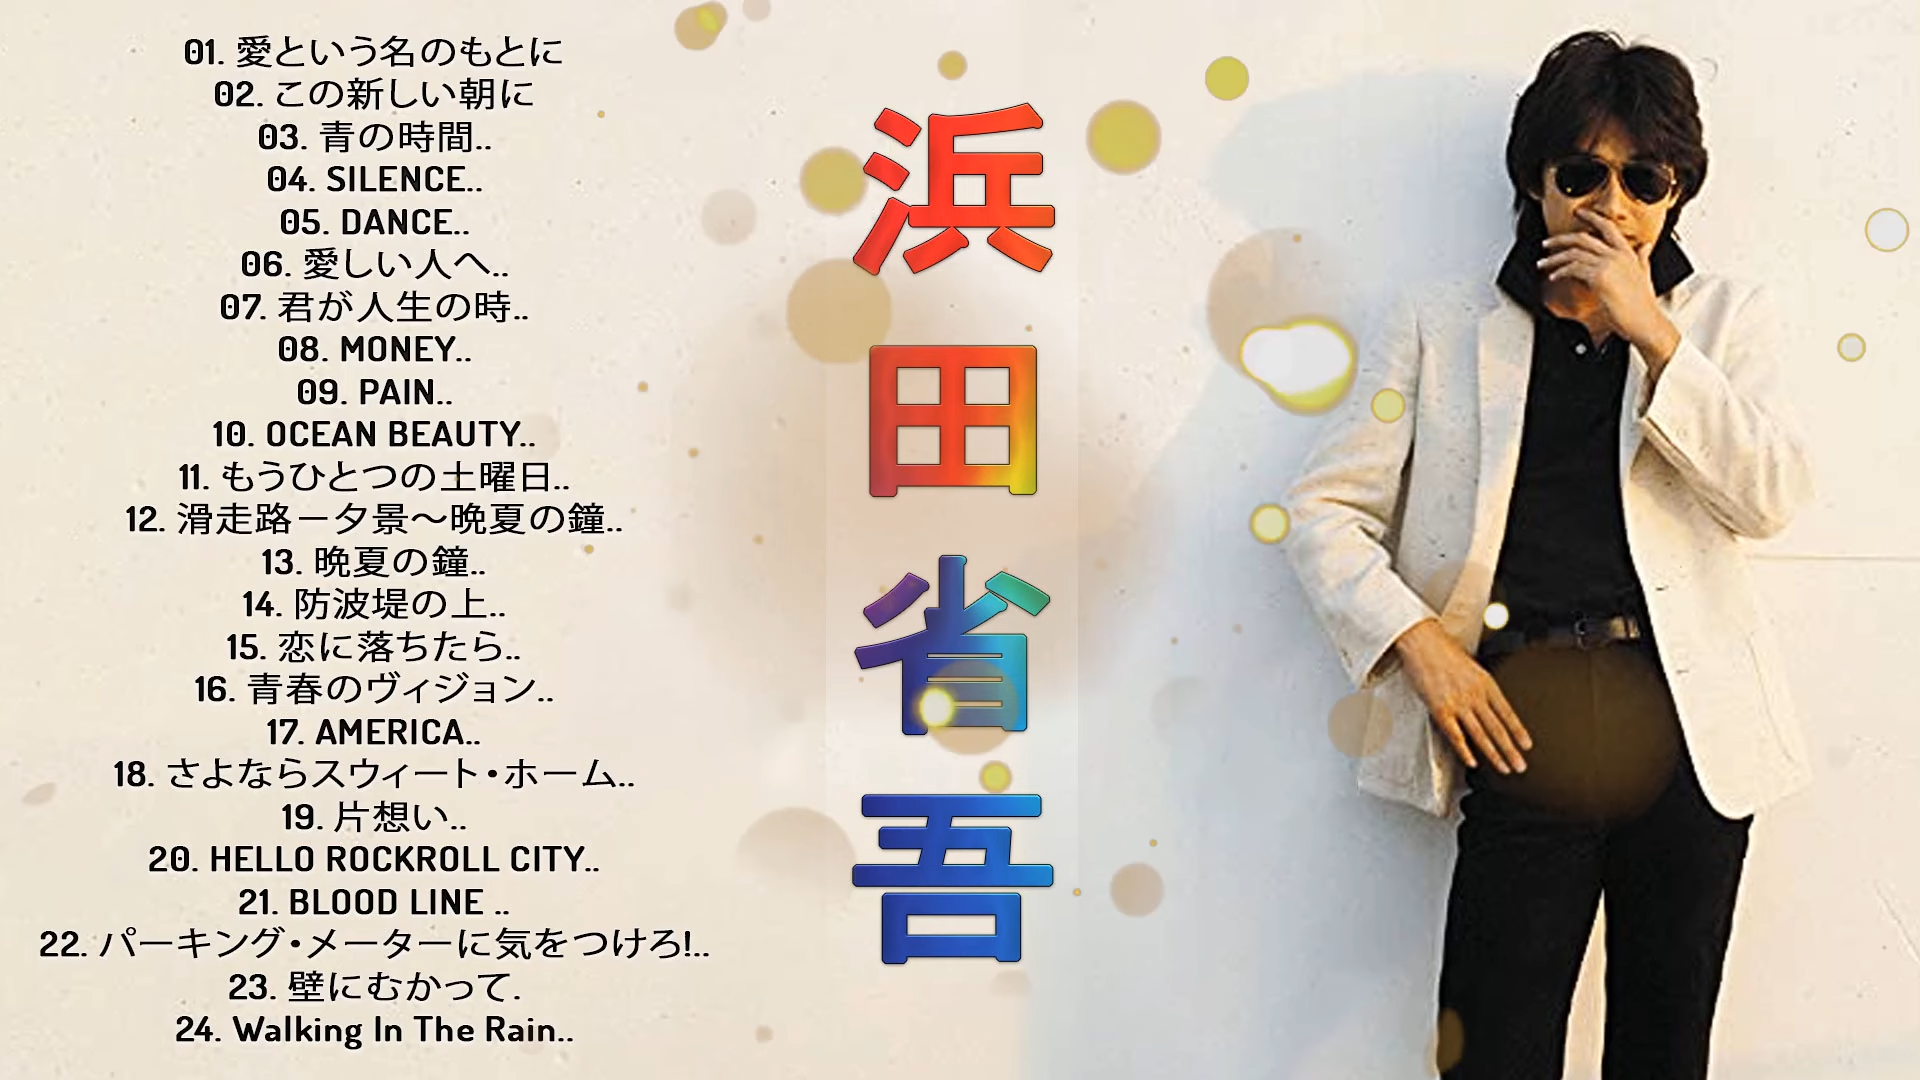 01. 愛という名のもとに
02. この新しい朝に
03. 青の時間..
04. SILENCE..
05. DANCE..
06. 愛しい人へ..
07. 君が人生の時..
08. MONEY..
09. PAIN..
10. OCEAN BEAUTY..
11. もうひとつの土曜日..
12. 滑走路－夕景～晩夏の鐘..
13. 晩夏の鐘..
14. 防波堤の上..
15. 恋に落ちたら..
16. 青春のヴィジョン..
17. AMERICA..
18. さよならスウィート・ホーム..
19. 片想い..
20. HELLO ROCKROLL CITY..
21. BLOOD LINE ..
22. パーキング・メーターに気をつけろ!..
23. 壁にむかって.
24. Walking In The Rain..
浜田省吾